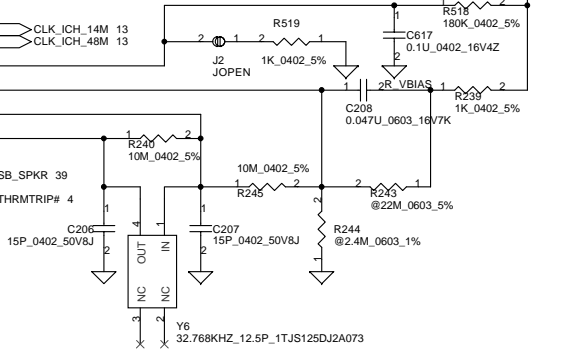 R518
180K_0402_5%
CLK_ICH_14M 13
CLK_ICH_48M 13
R519
2 1 2 1
1K_0402_5%
J2
JOPEN
1
C617
0.1U_0402_16V4Z
2
1 2
R_VBIAS
C208
0.047U_0603_16V7K
1 2
R239
1K_0402_5%
1 2
R240
10M_0402_5%
SB_SPKR 39
THRMTRIP# 4
10M_0402_5%
1 2
R245
2 1
R243
@22M_0603_5%
1
C206
15P_0402_50V8J
2
1
C207
15P_0402_50V8J
2
2
R244
@2.4M_0603_1%
1
4 1
OUT IN
NC NC
3 2
Y6
32.768KHZ_12.5P_1TJS125DJ2A073